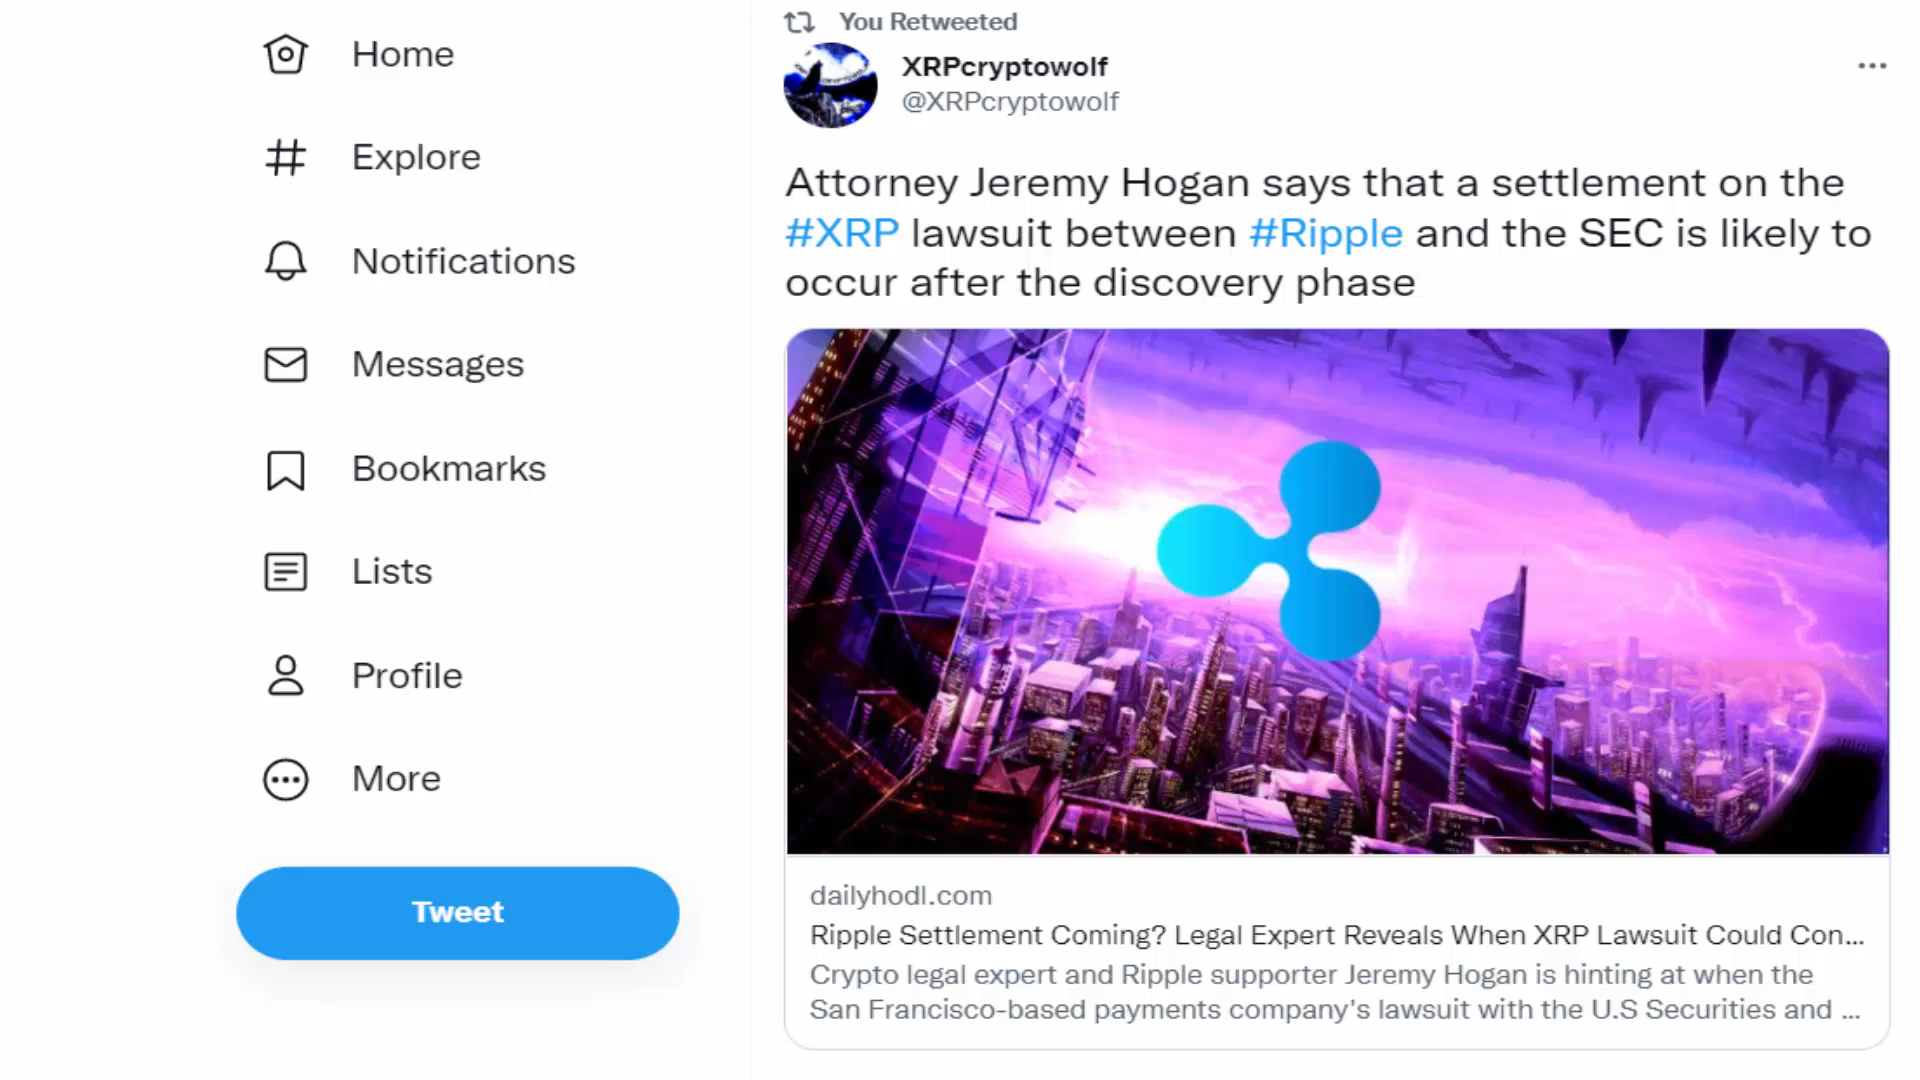 Home
Explore
Notifications
Messages
Bookmarks
Lists
Profile
More
Tweet
You Retweeted
XRPcryptowolf
@XRPcryptowolf
Attorney Jeremy Hogan says that a settlement on the
#XRP lawsuit between #Ripple and the SEC is likely to
occur after the discovery phase
dailyhodl.com
Ripple Settlement Coming? Legal Expert Reveals When XRP Lawsuit Could Con...
Crypto legal expert and Ripple supporter Jeremy Hogan is hinting at when the
San Francisco-based payments company's lawsuit with the U.S Securities and ...